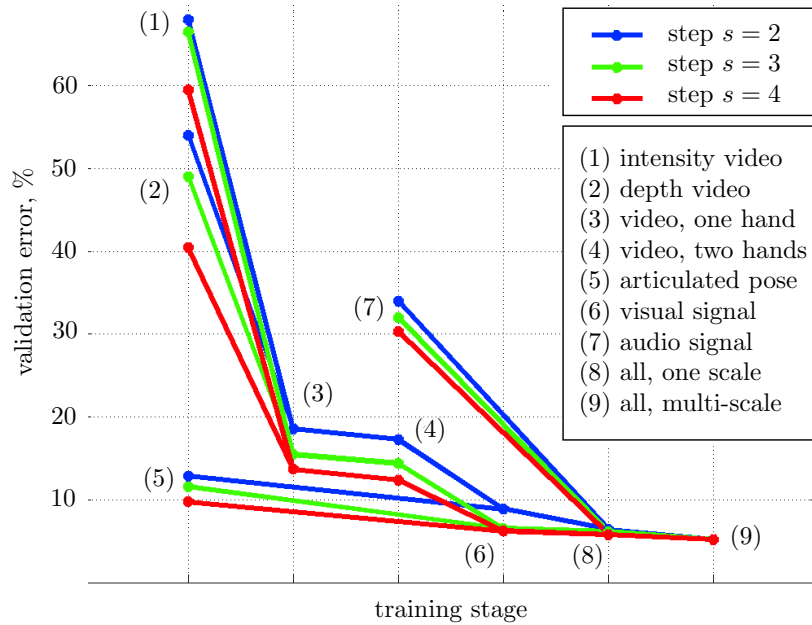 (1)
60
50
(2)
40
30
(7)
20
(3)
(4)
(5)
10
(6)
(8)
(9)
validation error, %
training stage
step s = 2
step s = 3
step s = 4
(1) intensity video
(2) depth video
(3) video, one hand
(4) video, two hands
(5) articulated pose
(6) visual signal
(7) audio signal
(8) all, one scale
(9) all, multi-scale